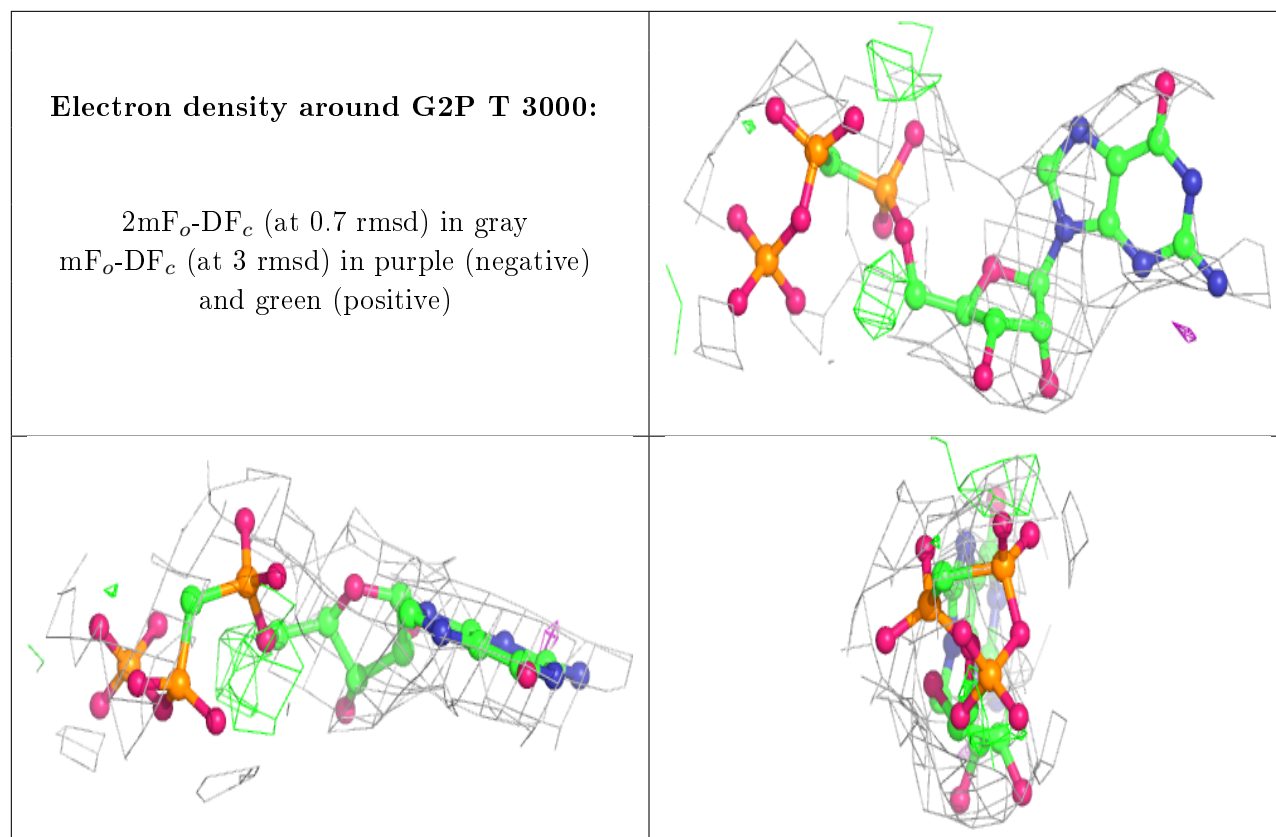 Electron density around G2P T 3000:
2mFo-DFc (at 0.7 rmsd) in gray
mFo-DFc (at 3 rmsd) in purple (negative)
and green (positive)